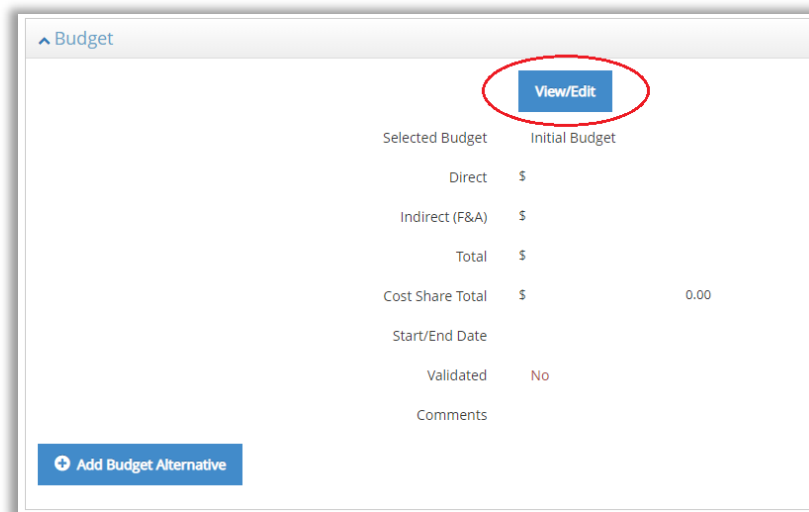 Budget
View/Edit
Selected Budget Initial Budget
Direct $
Indirect (F&A) $
Total $
Cost Share Total $ 0.00
Start/End Date
Validated No
Comments
Add Budget Alternative